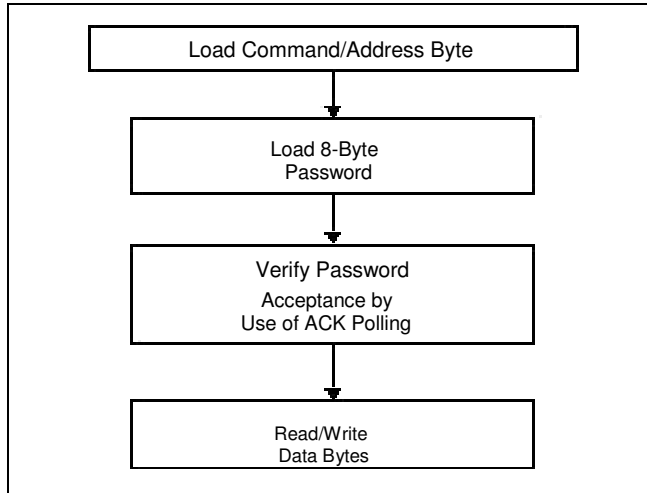 Load Command/Address Byte
Load 8-Byte
Password
Verify Password
Acceptance by
Use of ACK Polling
Read/Write
Data Bytes